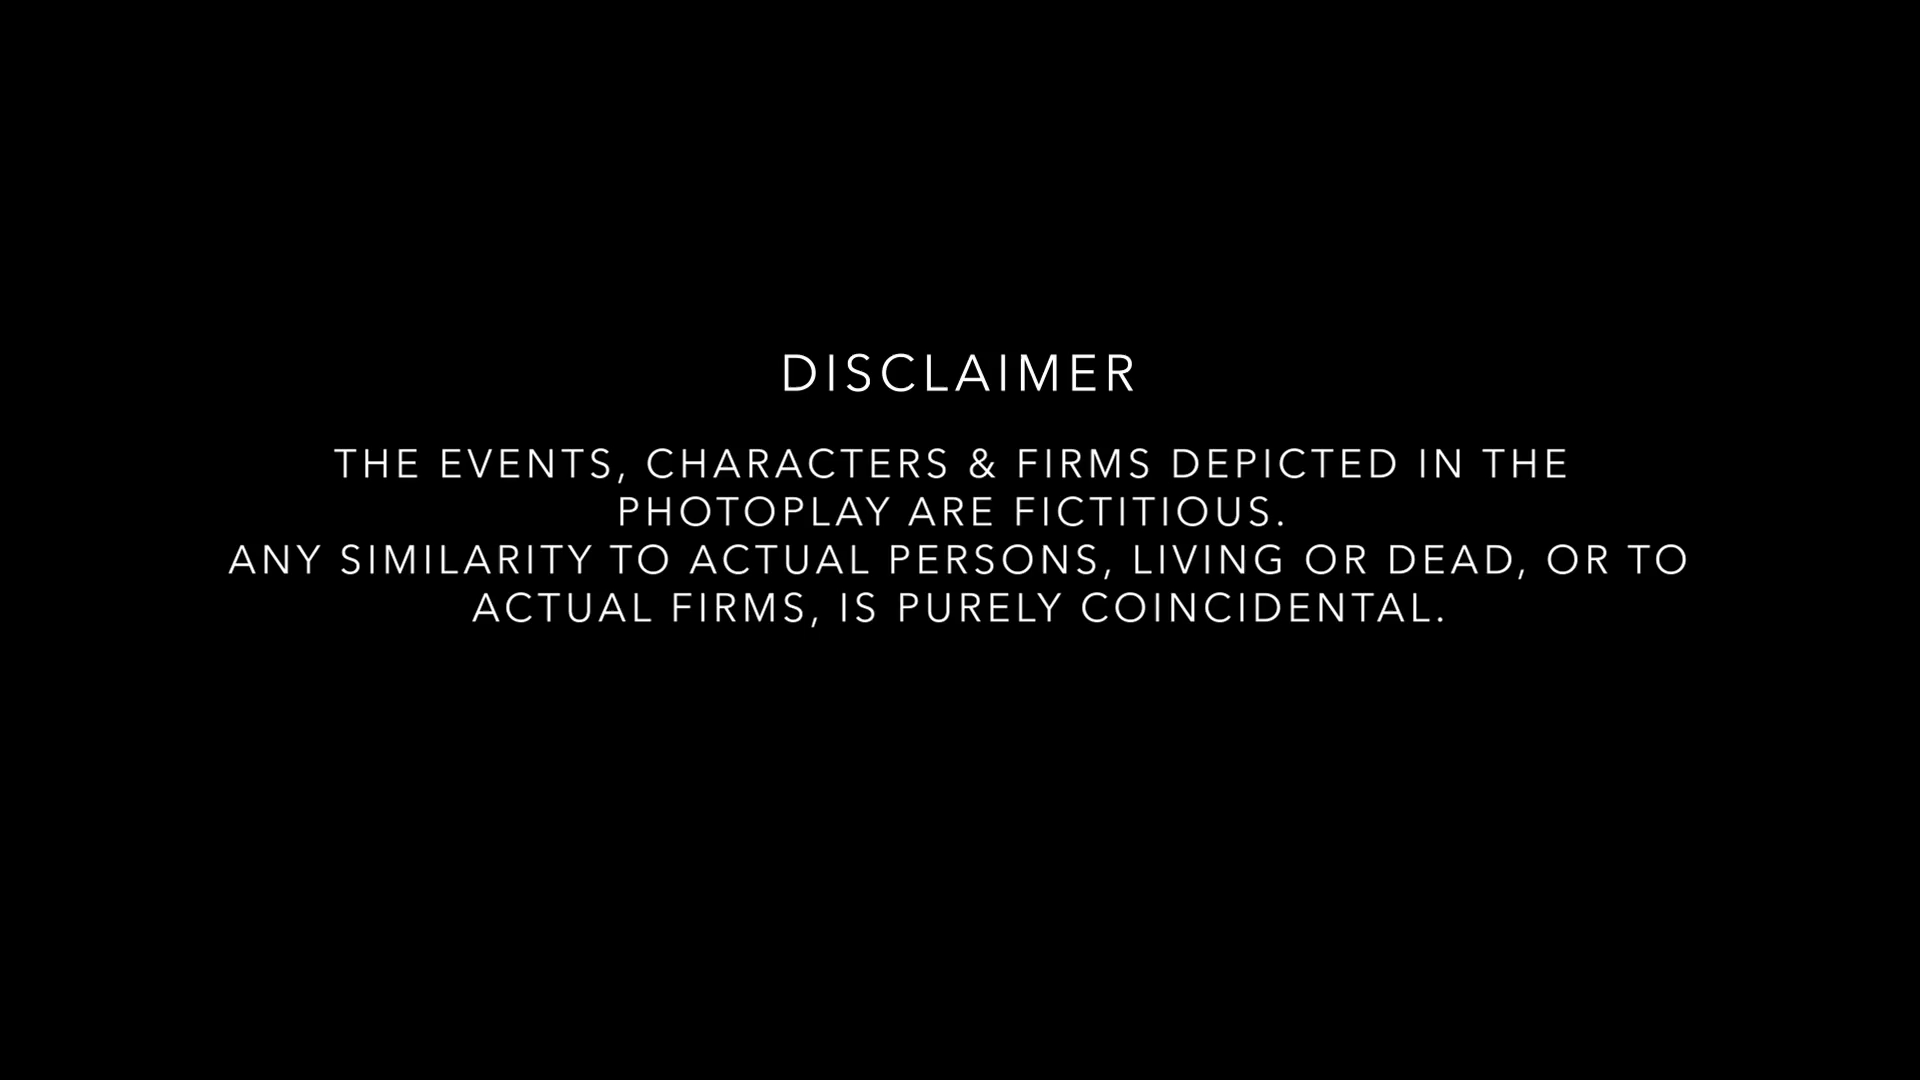 DISCLAIMER
THE EVENTS, CHARACTERS & FIRMS DEPICTED IN THE
PHOTOPLAY ARE FICTITIOUS.
ANY SIMILARITY TO ACTUAL PERSONS, LIVING OR DEAD, OR TO
ACTUAL FIRMS, IS PURELY COINCIDENTAL.